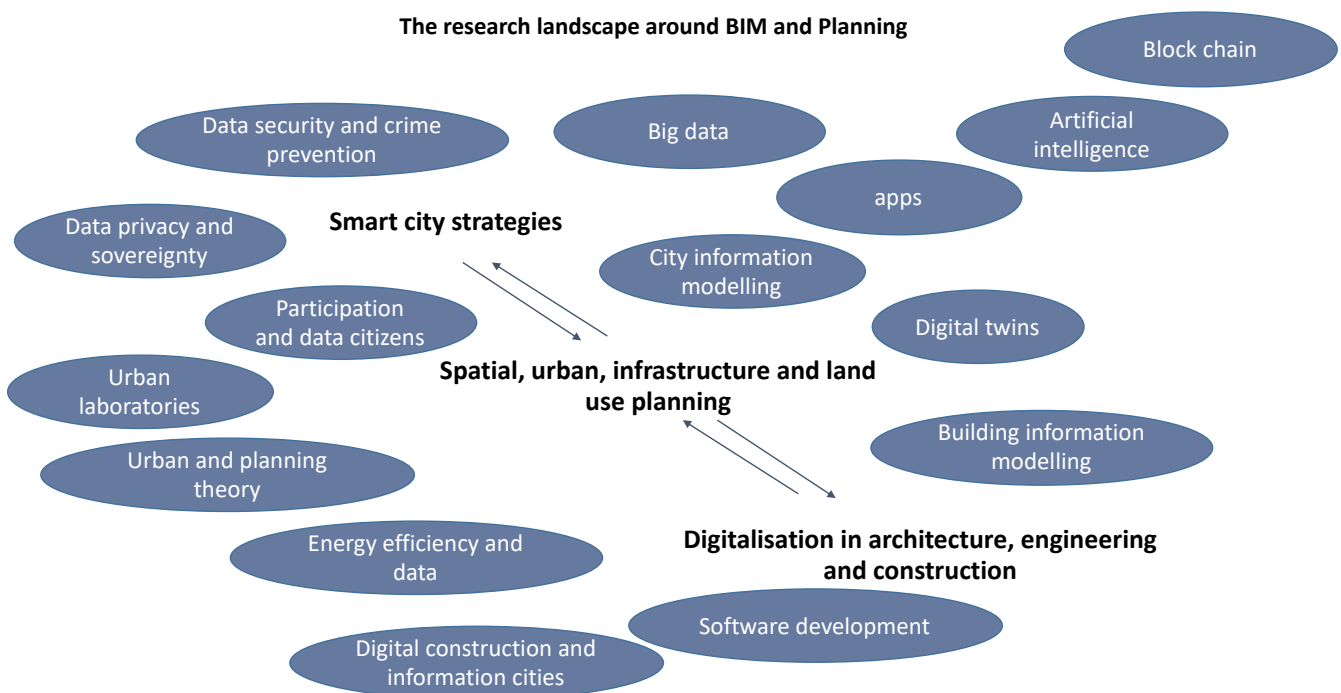 The research landscape around BIM and Planning
Block chain
Data security and crime
prevention
Big data
Artificial
intelligence
apps
Data privacy and
sovereignty
Smart city strategies
City information
modelling
Participation
and data citizens
Digital twins
Spatial, urban, infrastructure and land
use planning
Urban
laboratories
Building information
modelling
Urban and planning
theory
Energy efficiency and
data
Digitalisation in architecture, engineering
and construction
Software development
Digital construction and
information cities